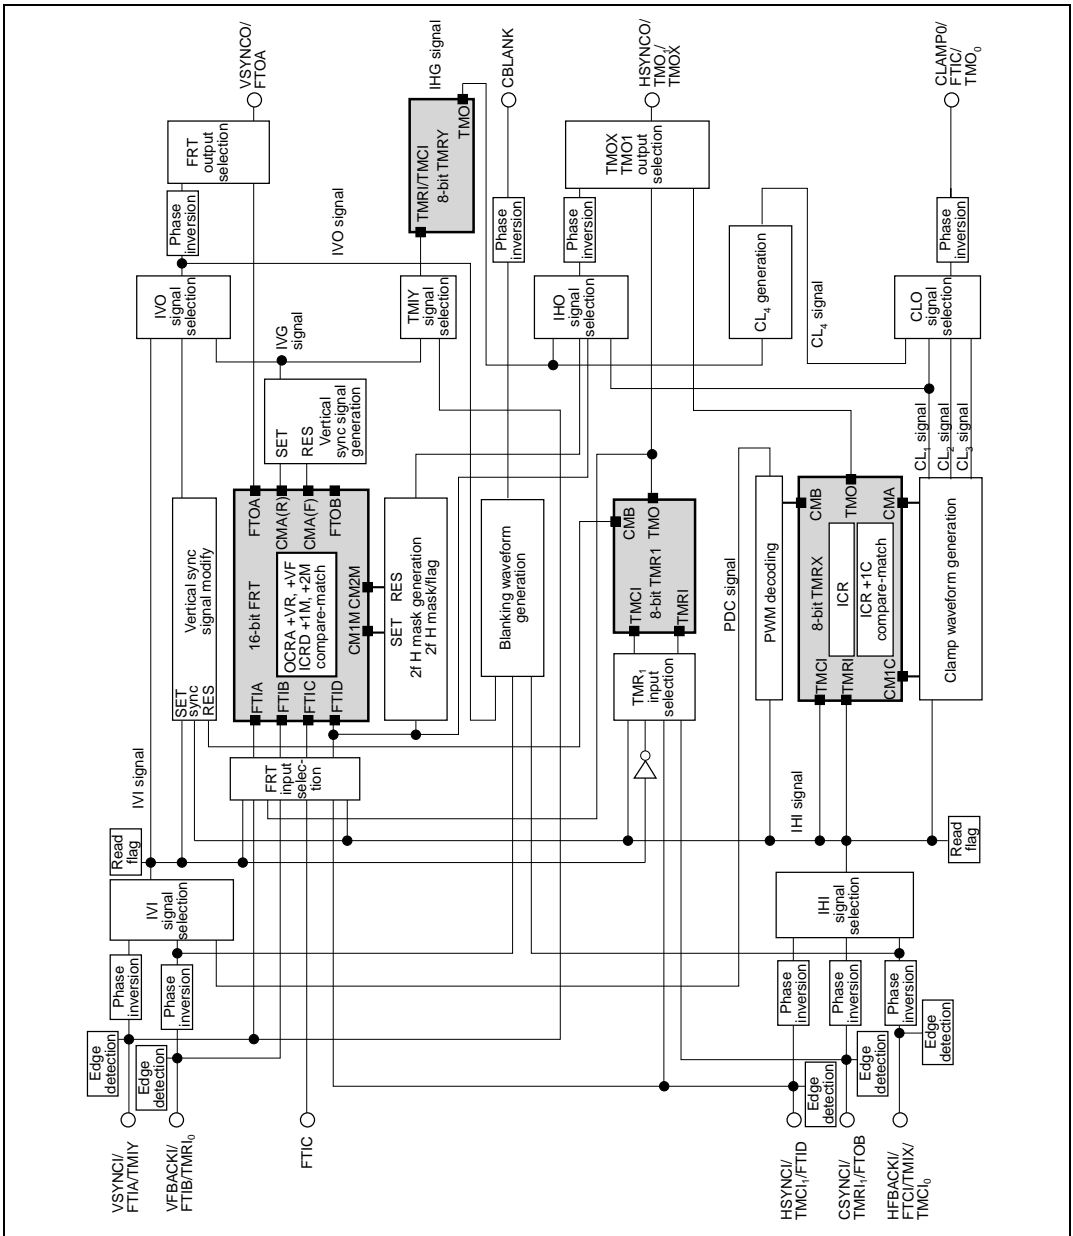 VSYNCO/
FTOA
IHG signal
CBLANK
HSYNCO/
TMO1/
TMOX
CLAMP0/
FTIC/
TMO0
FRT
output
selection
TMRI/TMCI
8-bit TMRY
TMO
TMOX
TMO1
output
selection
Phase
inversion
IVO signal
Phase
inversion
Phase
inversion
Phase
inversion
IVO
signal
selection
IVG
signal
TMIY
signal
selection
IHO
signal
selection
CL4 generation
CL4 signal
CLO
signal
selection
SET
RES
Vertical
sync signal
generation
CL1 signal
CL2 signal
CL3 signal
Vertical sync
signal modify
SET
sync
RES
FTOA
CMA(R)
CMA(F)
FTOB
16-bit FRT
OCRA +VR, +VF
ICRD +1M, +2M
compare-match
CM1M CM2M
FTIA
FTIB
FTIC
FTID
SET RES
2f H mask generation
2f H mask/flag
Blanking waveform
generation
CMB
TMO
TMCI
8-bit TMR1
TMRI
PDC signal
PWM decoding
CMB
TMO
8-bit TMRX
ICR
ICR +1C
compare-match
CMA
TMCI
TMRI
CM1C
Clamp waveform generation
TMR1
input
selection
FRT
input
selec-
tion
IVI signal
IHI signal
Read
flag
Read
flag
IVI
signal
selection
IHI
signal
selection
Phase
inversion
Phase
inversion
Phase
inversion
Phase
inversion
Phase
inversion
Edge
detection
Edge
detection
Edge
detection
Edge
detection
Edge
detection
VSYNCI/
FTIA/TMIY
VFBACKI/
FTIB/TMRI0
FTIC
HSYNCI/
TMCI1/FTID
CSYNCI/
TMRI1/FTOB
HFBACKI/
FTCI/TMIX/
TMCI0